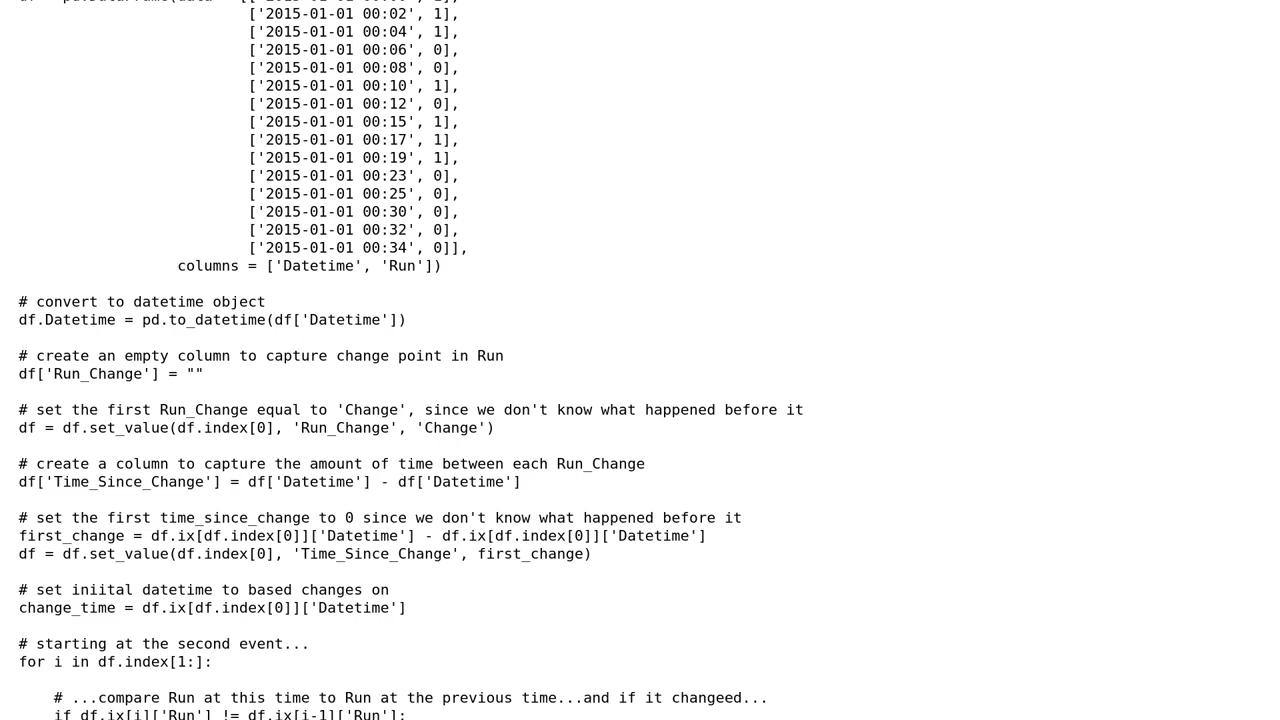 ['2015-01-01 00:02', 1],
['2015-01-01 00:04', 1],
['2015-01-01 00:06', 0],
['2015-01-01 00:08', 0],
['2015-01-01 00:10', 1],
['2015-01-01 00:12', 0],
['2015-01-01 00:15', 1],
['2015-01-01 00:17', 1],
['2015-01-01 00:19', 1],
['2015-01-01 00:23', 0],
['2015-01-01 00:25', 0],
['2015-01-01 00:30', 0],
['2015-01-01 00:32', 0],
['2015-01-01 00:34', 0]],
columns = ['Datetime', 'Run'])
# convert to datetime object
df.Datetime = pd.to_datetime(df['Datetime'])
# create an empty column to capture change point in Run
df['Run_Change'] = ""
# set the first Run_Change equal to 'Change', since we don't know what happened before it
df = df.set_value(df.index[0], 'Run_Change', 'Change')
# create a column to capture the amount of time between each Run_Change
df['Time_Since_Change'] = df['Datetime'] - df['Datetime']
# set the first time_since_change to 0 since we don't know what happened before it
first_change = df.ix[df.index[0]]['Datetime'] - df.ix[df.index[0]]['Datetime']
df = df.set_value(df.index[0], 'Time_Since_Change', first_change)
# set iniital datetime to based changes on
change_time = df.ix[df.index[0]]['Datetime']
# starting at the second event...
for i in df.index[1:]:
# ...compare Run at this time to Run at the previous time...and if it changeed...
if df.ix[i]['Run'] != df.ix[i-1]['Run']: